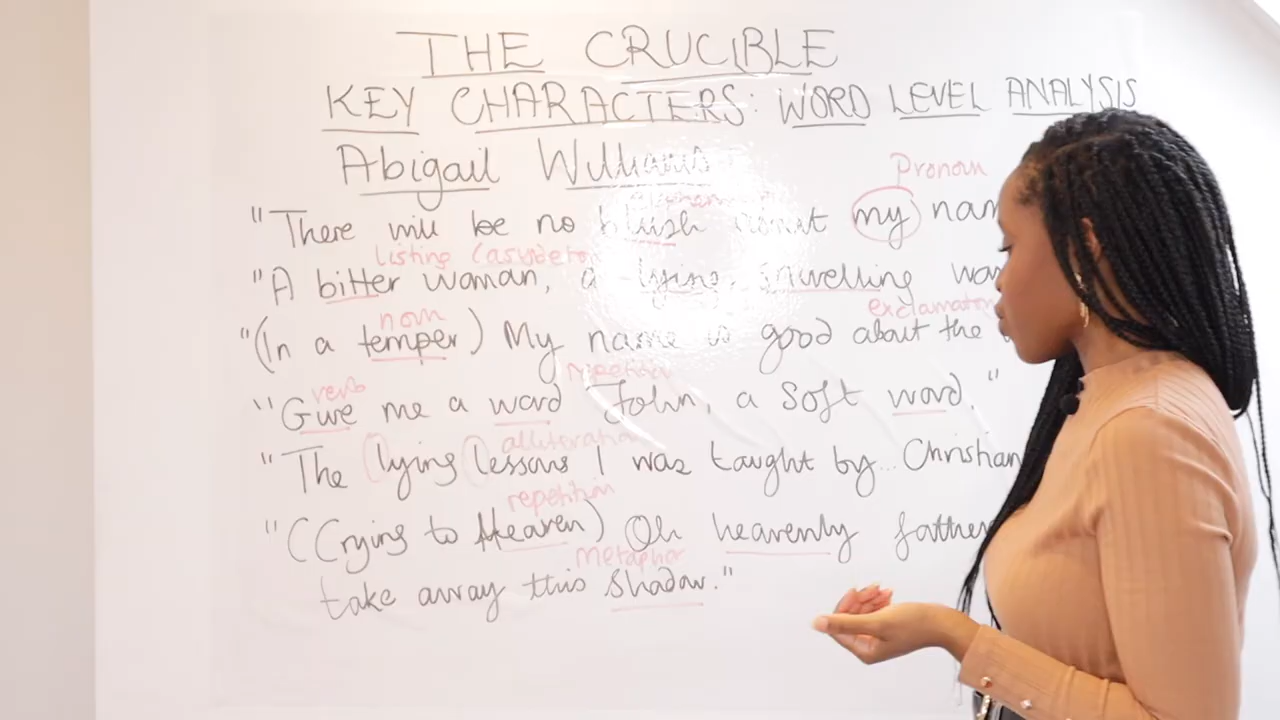 THE CRUCIBLE
KEY CHARACTERS: WORD LEVEL ANALYSIS
Abigail Williams
Pronoun
"There will be no blush about my nam
listing (asyndeton
"A bitter woman, a lying, snivelling wo
noun exclamatory
"(In a temper) My name is good about the
verb repetition
"Give me a word John, a soft word."
alliteration
"The lying lessons I was taught by... Christian
repetition
"(Crying to Heaven) Oh heavenly father
metaphor
take away this shadow."